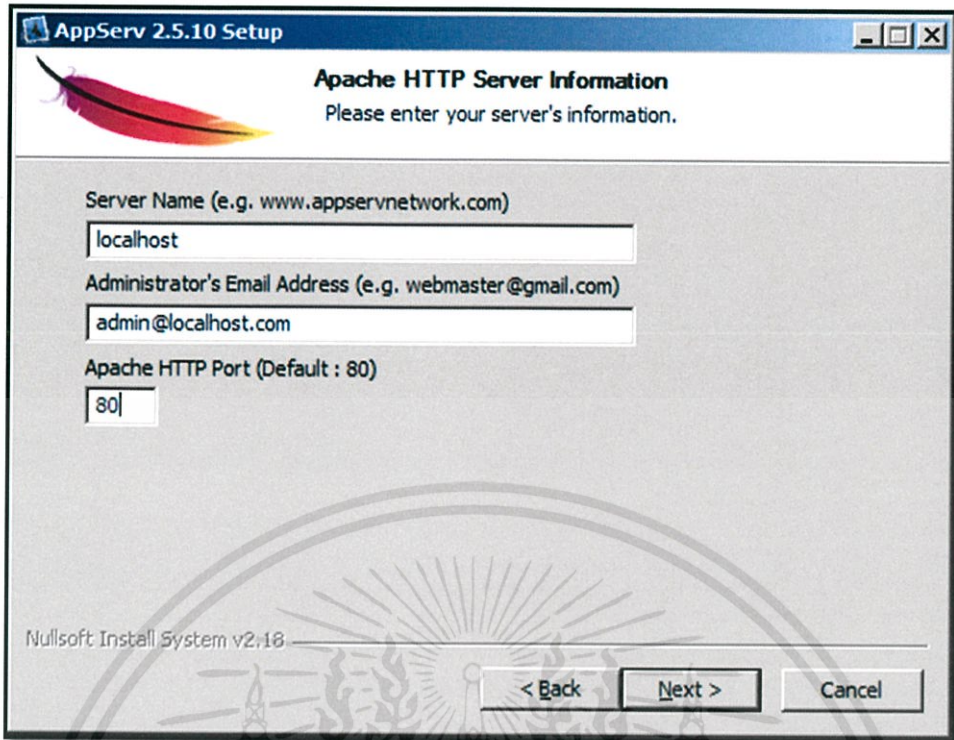 AppServ 2.5.10 Setup
Apache HTTP Server Information
Please enter your server's information.
Server Name (e.g. www.appservnetwork.com)
localhost
Administrator's Email Address (e.g. webmaster@gmail.com)
admin@localhost.com
Apache HTTP Port (Default : 80)
80
Nullsoft Install System v2.18
< Back
Next >
Cancel